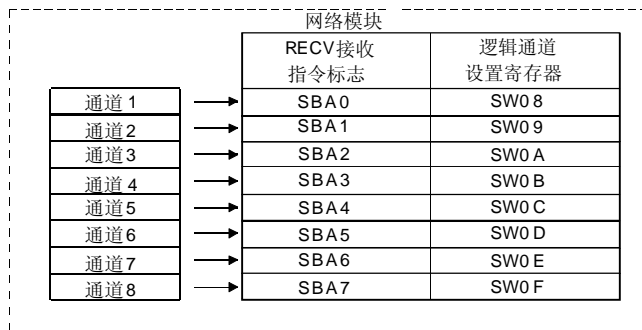 网络模块
RECV接收
指令标志
逻辑通道
设置寄存器
通道1 SBA0 SW08
通道2 SBA1 SW09
通道3 SBA2 SW0A
通道4 SBA3 SW0B
通道5 SBA4 SW0C
通道6 SBA5 SW0D
通道7 SBA6 SW0E
通道8 SBA7 SW0F